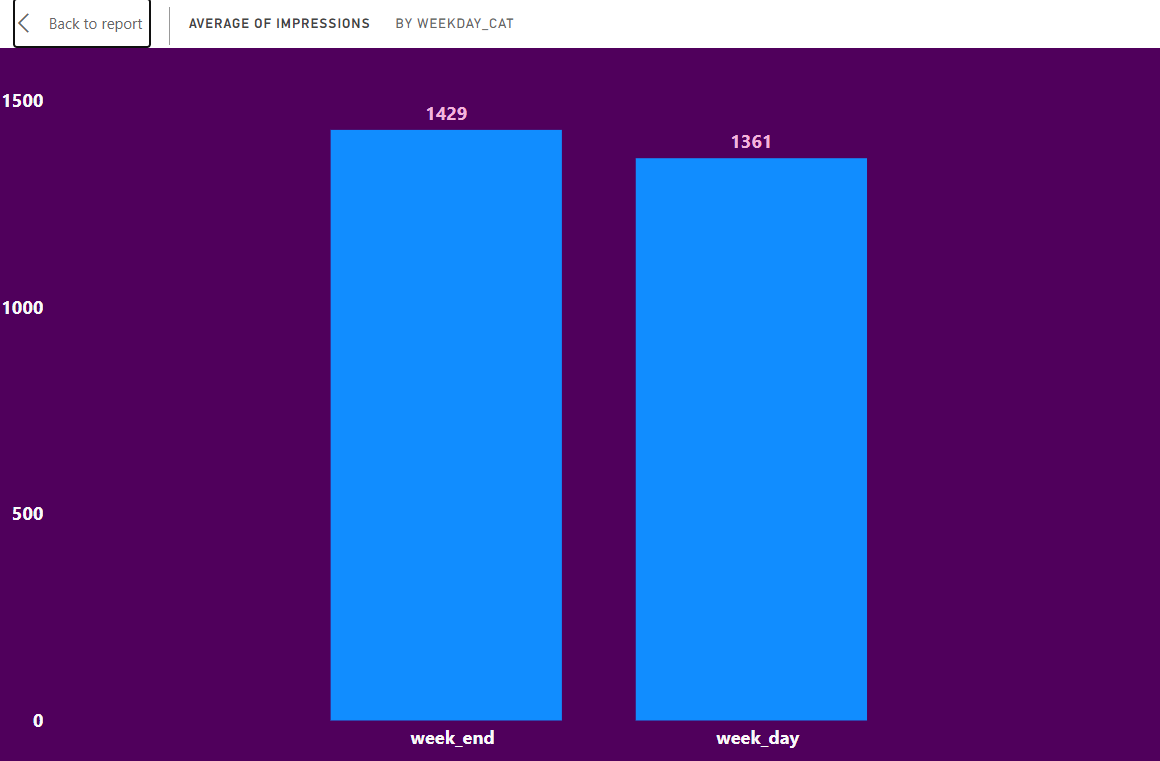 Back to report
AVERAGE OF IMPRESSIONS BY WEEKDAY_CAT
1500
1429
1361
1000
500
0
week_end week_day